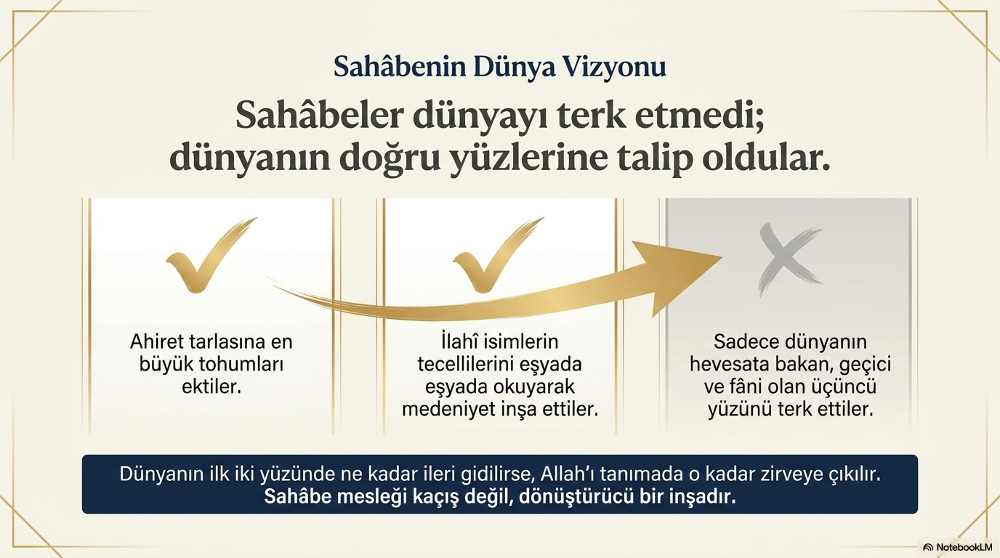 Sahâbenin Dünya Vizyonu
Sahâbeler dünyayı terk etmedi;
dünyanın doğru yüzlerine talip oldular.
Ahiret tarlasına en
büyük tohumları
ektiler.
İlahî isimlerin
tecellilerini eşyada
eşyada okuyarak
medeniyet inşa ettiler.
Sadece dünyanın
hevesata bakan, geçici
ve fâni olan üçüncü
yüzünü terk ettiler.
Dünyanın ilk iki yüzünde ne kadar ileri gidilirse, Allah’ı tanımada o kadar zirveye çıkılır.
Sahâbe mesleği kaçış değil, dönüştürücü bir inşadır.
NotebookLM